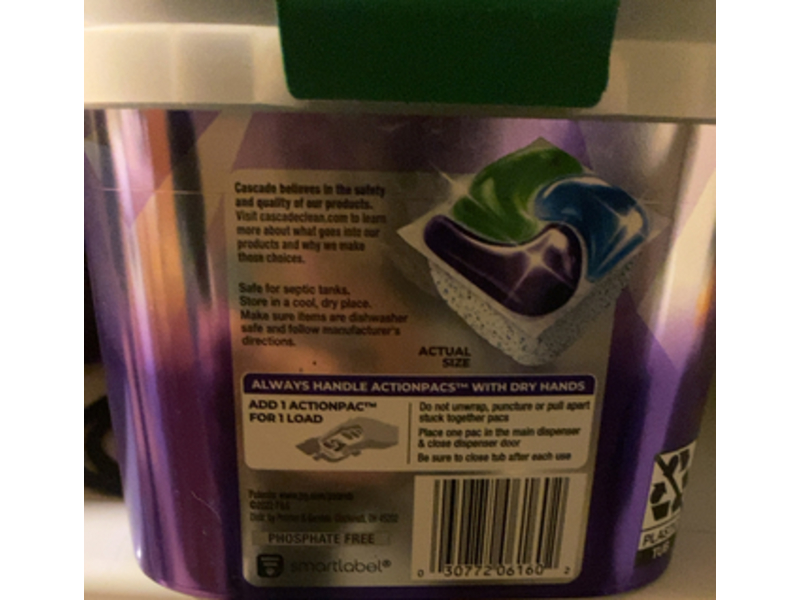 Cascade believes in the safety
and quality of our products.
Visit cascadeclean.com to learn
more about what goes into our
products and why we make
those choices.
Safe for septic tanks.
Store in a cool, dry place.
Make sure items are dishwasher
safe and follow manufacturer's
directions.
ACTUAL
SIZE
ALWAYS HANDLE ACTIONPACS™ WITH DRY HANDS
ADD 1 ACTIONPAC™
FOR 1 LOAD
Do not unwrap, puncture or pull apart
stuck together pacs
Place one pac in the main dispenser
& close dispenser door
Be sure to close tub after each use
PHOSPHATE FREE
smartlabel®
0 30772 06160 2
PLASTIC
TUB